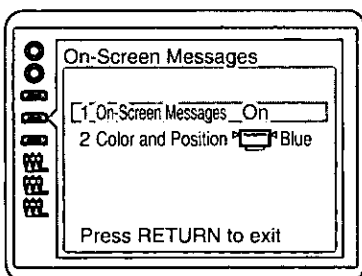 On-Screen Messages
1 On-Screen Messages On
2 Color and Position Blue
Press RETURN to exit